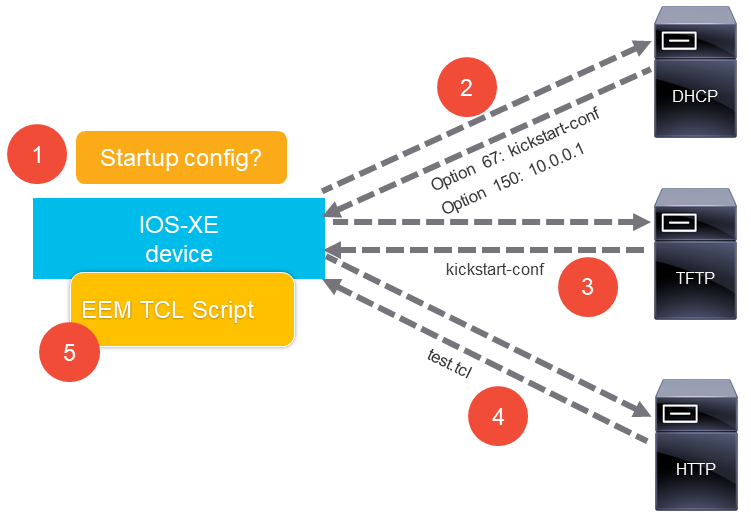 2
DHCP
1
Startup config?
Option 67: kickstart-conf
Option 150: 10.0.0.1
IOS-XE
device
kickstart-conf
3
TFTP
EEM TCL Script
5
test.tcl
4
HTTP